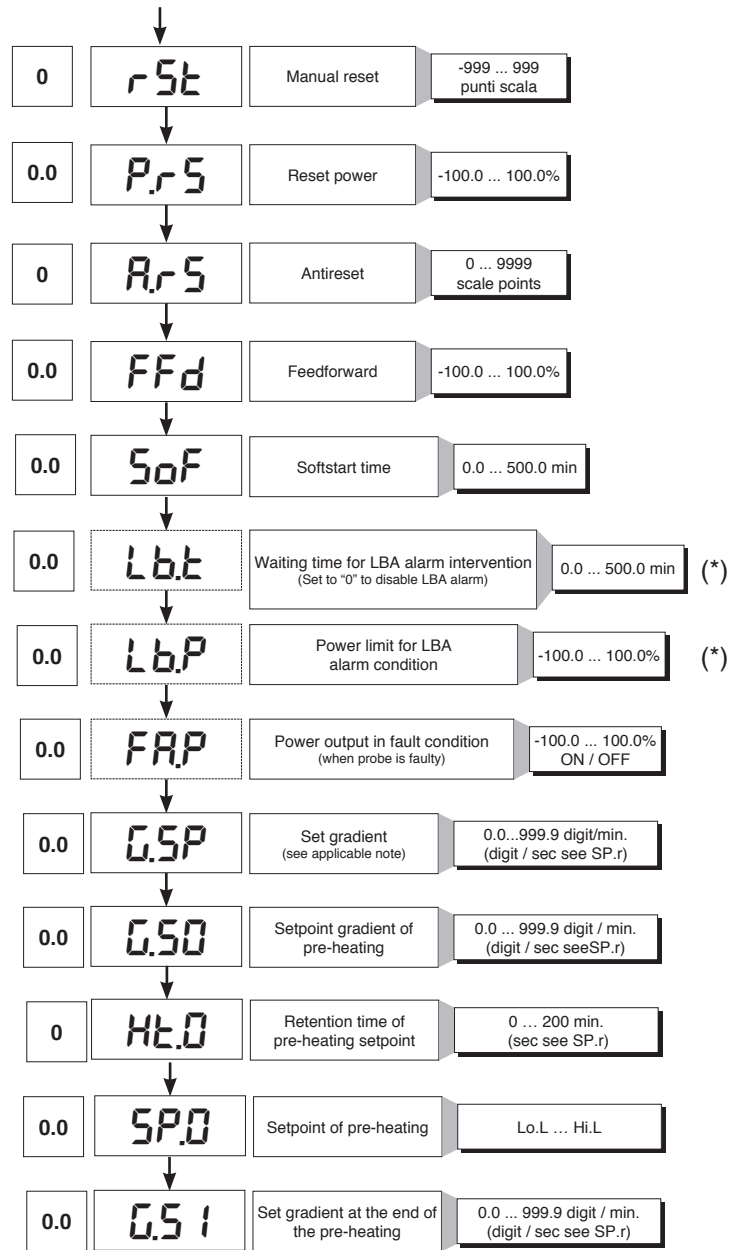 0
rSt
Manual reset
-999 ... 999
punti scala
0.0
P.rS
Reset power
-100.0 ... 100.0%
0
A.rS
Antireset
0 ... 9999
scale points
0.0
FFd
Feedforward
-100.0 ... 100.0%
0.0
SoF
Softstart time
0.0 ... 500.0 min
0.0
Lb.t
Waiting time for LBA alarm intervention
(Set to “0” to disable LBA alarm)
0.0 ... 500.0 min
(*)
0.0
Lb.P
Power limit for LBA
alarm condition
-100.0 ... 100.0%
(*)
0.0
FA.P
Power output in fault condition
(when probe is faulty)
-100.0 ... 100.0%
ON / OFF
0.0
G.SP
Set gradient
(see applicable note)
0.0...999.9 digit/min.
(digit / sec see SP.r)
0.0
G.S0
Setpoint gradient of
pre-heating
0.0 ... 999.9 digit / min.
(digit / sec seeSP.r)
0
Ht.0
Retention time of
pre-heating setpoint
0 … 200 min.
(sec see SP.r)
0.0
SP.0
Setpoint of pre-heating
Lo.L … Hi.L
0.0
G.S1
Set gradient at the end of
the pre-heating
0.0 ... 999.9 digit / min.
(digit / sec see SP.r)